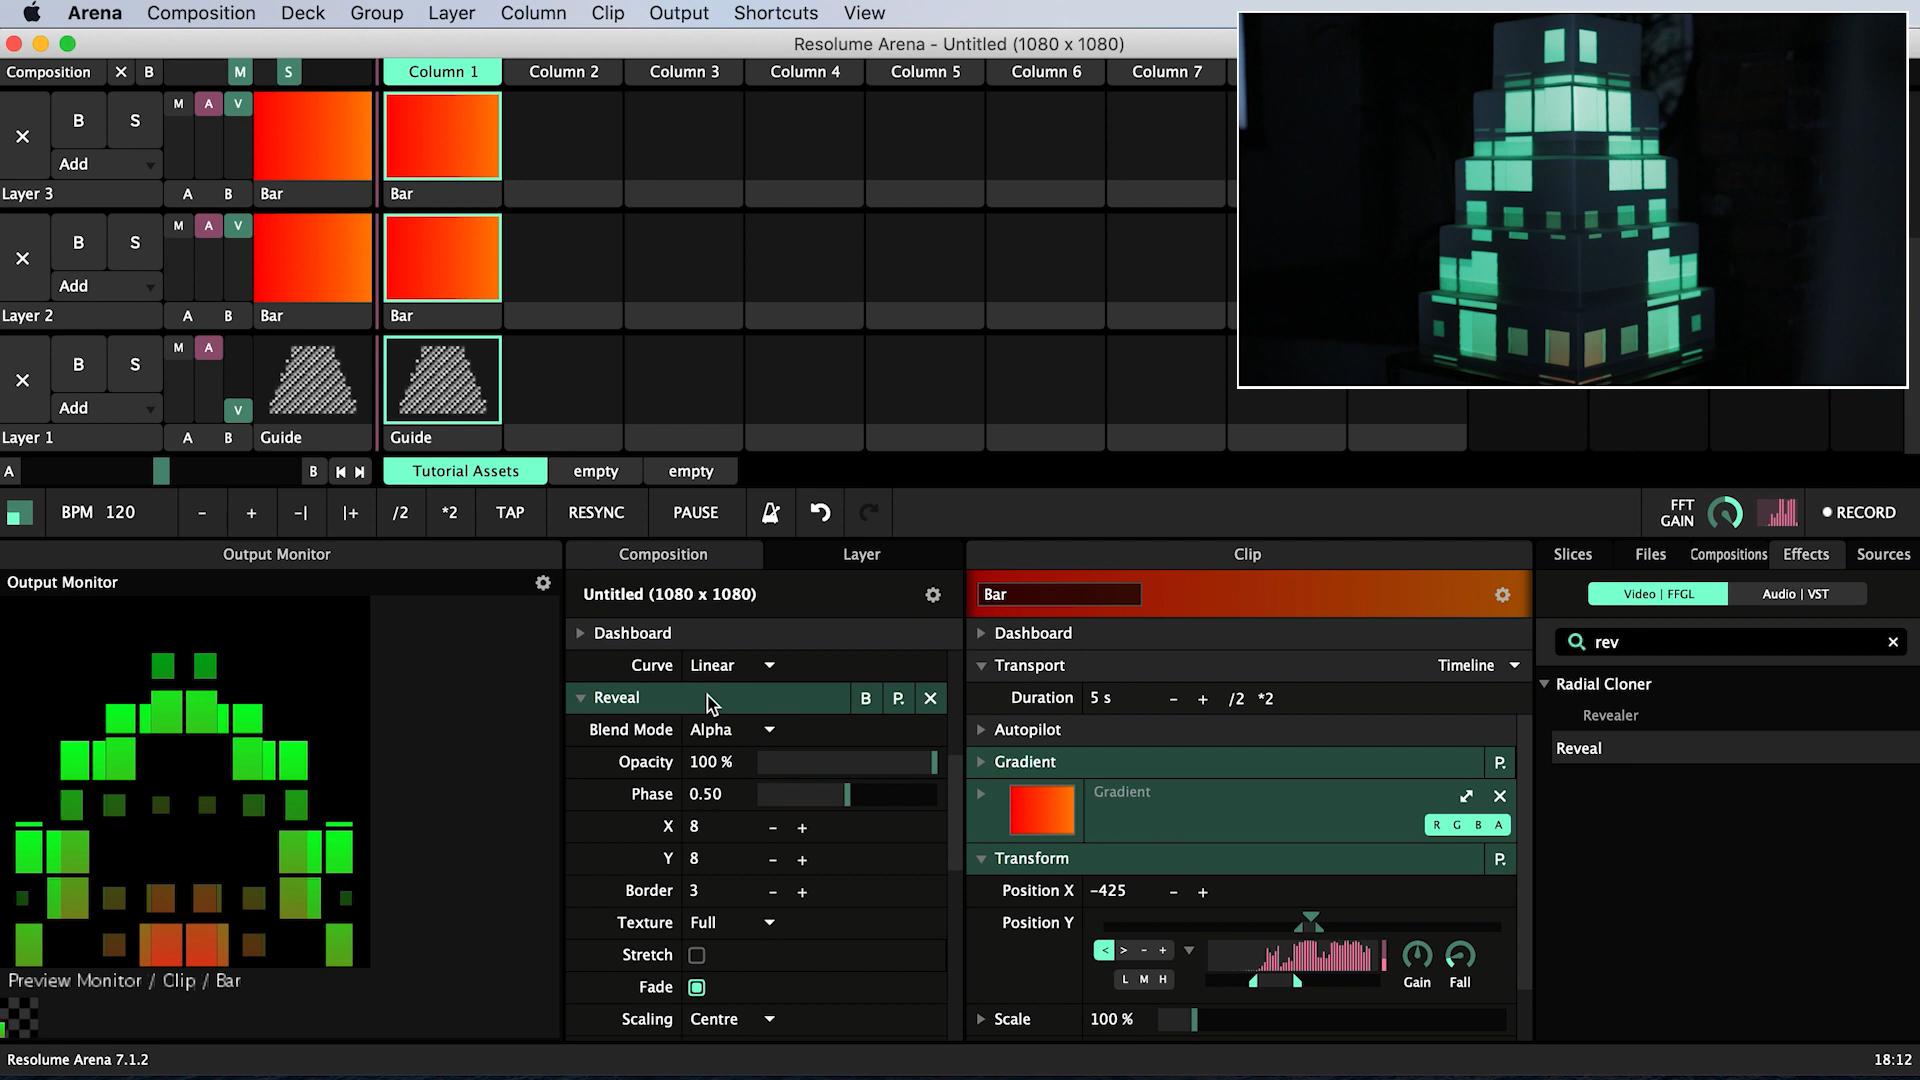 Arena Composition Deck Group Layer Column Clip Output Shortcuts View
Resolume Arena - Untitled (1080 x 1080)
Composition × B M S Column 1 Column 2 Column 3 Column 4 Column 5 Column 6 Column 7
× B S M A V
Add
Layer 3 A B Bar Bar
× B S M A V
Add
Layer 2 A B Bar Bar
× B S M A
Add V
Layer 1 A B Guide Guide
A B Tutorial Assets empty empty
BPM 120 - + -| |+ /2 *2 TAP RESYNC PAUSE FFT GAIN RECORD
Output Monitor Composition Layer Clip Slices Files Compositions Effects Sources
Output Monitor
Untitled (1080 x 1080)
Bar
Video | FFGL Audio | VST
Dashboard
Curve Linear
Reveal B P. ×
Blend Mode Alpha
Opacity 100 %
Phase 0.50
X 8 - +
Y 8 - +
Border 3 - +
Texture Full
Stretch
Fade
Scaling Centre
Dashboard
Transport Timeline
Duration 5 s - + /2 *2
Autopilot
Gradient P.
Gradient ×
R G B A
Transform P.
Position X -425 - +
Position Y
< > - +
L M H
Gain Fall
Scale 100 %
rev ×
Radial Cloner
Revealer
Reveal
Preview Monitor / Clip / Bar
Resolume Arena 7.1.2 18:12